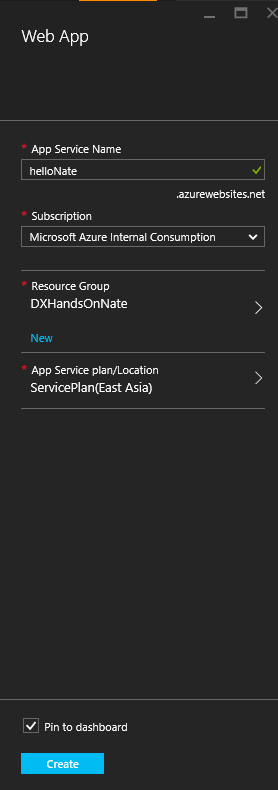 Web App
* App Service Name
helloNate
.azurewebsites.net
* Subscription
Microsoft Azure Internal Consumption
* Resource Group
DXHandsOnNate
New
* App Service plan/Location
ServicePlan(East Asia)
Pin to dashboard
Create